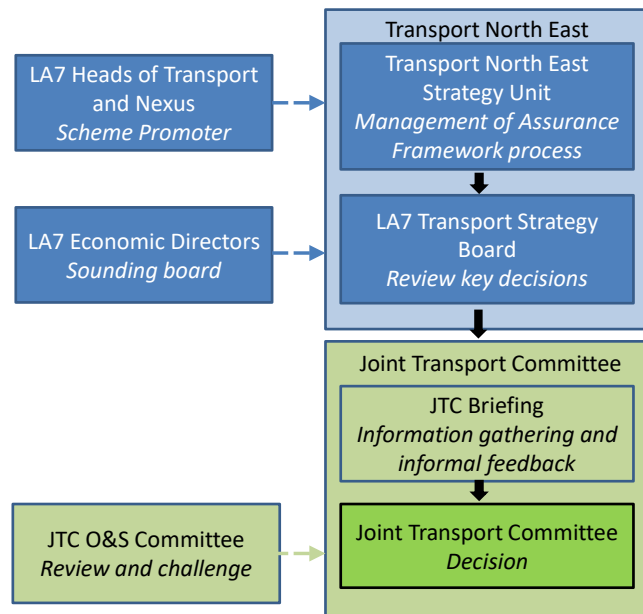 Transport North East
LA7 Heads of Transport
and Nexus
Scheme Promoter
Transport North East
Strategy Unit
Management of Assurance
Framework process
LA7 Economic Directors
Sounding board
LA7 Transport Strategy
Board
Review key decisions
Joint Transport Committee
JTC Briefing
Information gathering and
informal feedback
JTC O&S Committee
Review and challenge
Joint Transport Committee
Decision